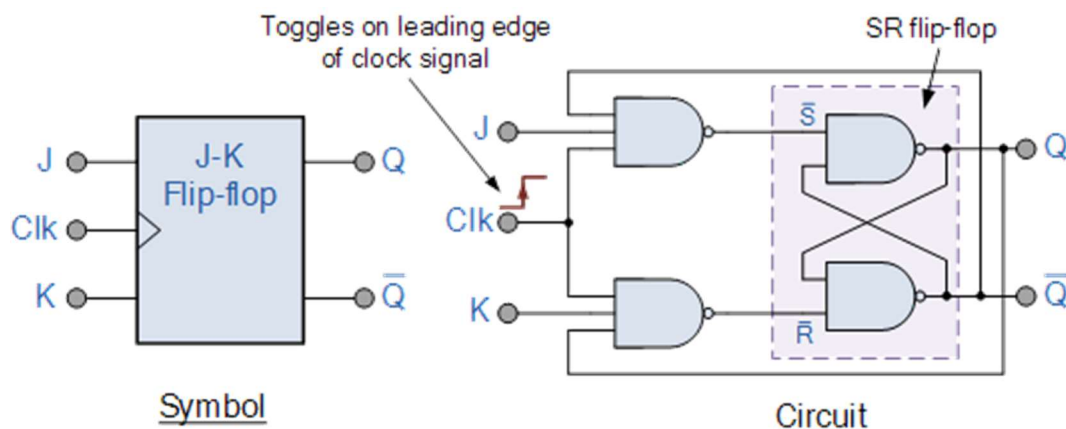 Toggles on leading edge
of clock signal
SR flip-flop
J
J-K
Flip-flop
Q
Clk
K
Q̅
Symbol
J
Clk
K
S̅
R̅
Q
Q̅
Circuit